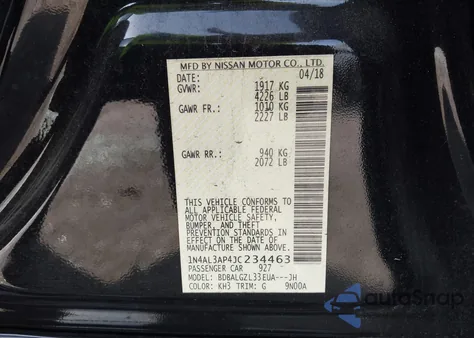 MFD BY NISSAN MOTOR CO., LTD.
DATE: 04/18
GVWR: 1917 KG
4226 LB
GAWR FR: 1010 KG
2227 LB
GAWR RR: 940 KG
2072 LB
THIS VEHICLE CONFORMS TO ALL
APPLICABLE FEDERAL
MOTOR VEHICLE SAFETY,
BUMPER, AND THEFT
PREVENTION STANDARDS IN
EFFECT ON THE DATE OF
MANUFACTURE SHOWN ABOVE.
1N4AL3AP4JC234463
PASSENGER CAR 927
MODEL: BDBALGZL33EUA---JH
COLOR: KH3 TRIM: G 9N00A
AutoSnap